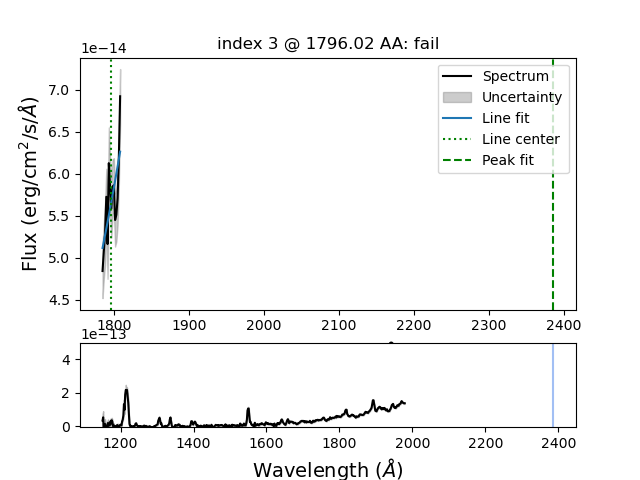 index 3 @ 1796.02 AA: fail
1e−14
7.0
6.5
6.0
5.5
5.0
4.5
Flux (erg/cm²/s/Å)
Spectrum
Uncertainty
Line fit
Line center
Peak fit
1800 1900 2000 2100 2200 2300 2400
1e−13
4
2
0
1200 1400 1600 1800 2000 2200 2400
Wavelength (Å)